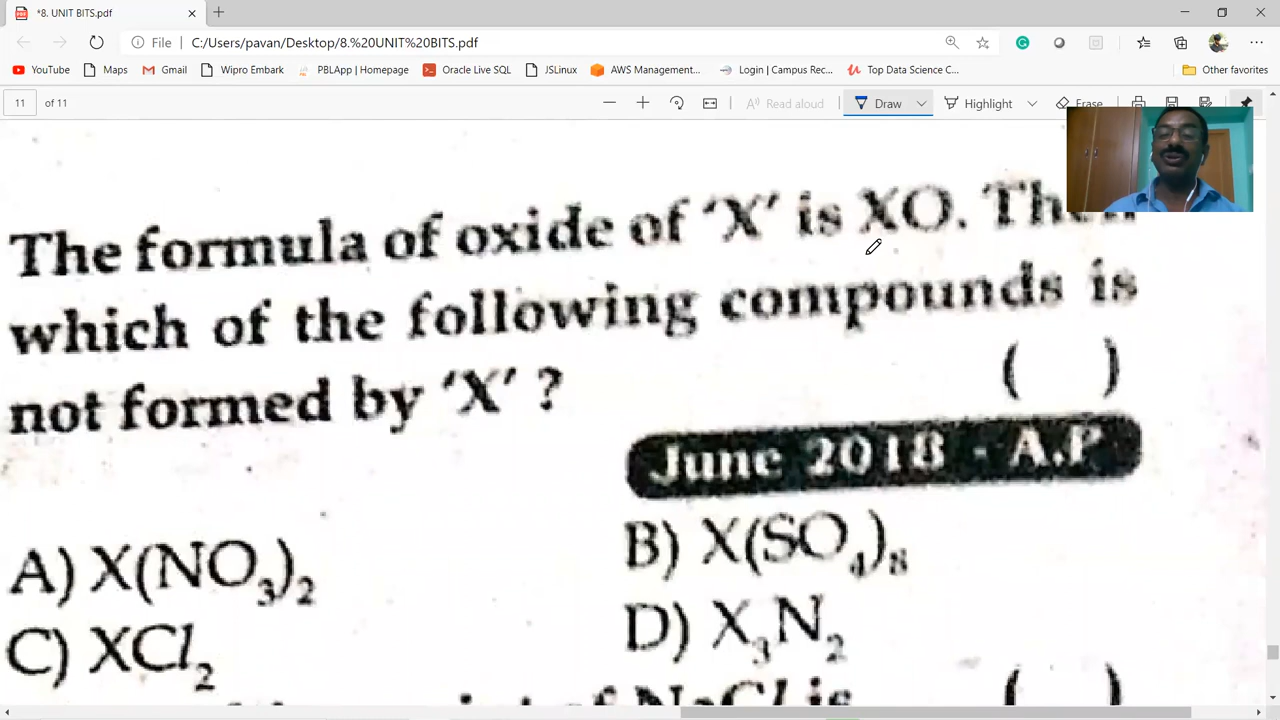 *8. UNIT BITS.pdf
File C:/Users/pavan/Desktop/8.%20UNIT%20BITS.pdf
YouTube Maps Gmail Wipro Embark PBLApp | Homepage Oracle Live SQL JSLinux AWS Management... Login | Campus Rec... Top Data Science C... Other favorites
11 of 11 Read aloud Draw Highlight Erase
The formula of oxide of 'X' is XO. Then
which of the following compounds is
not formed by 'X' ? ( )
June 2018 - A.P
A) X(NO₃)₂ B) X(SO₄)₈
C) XCl₂ D) X₃N₂
of NaCl is ( )